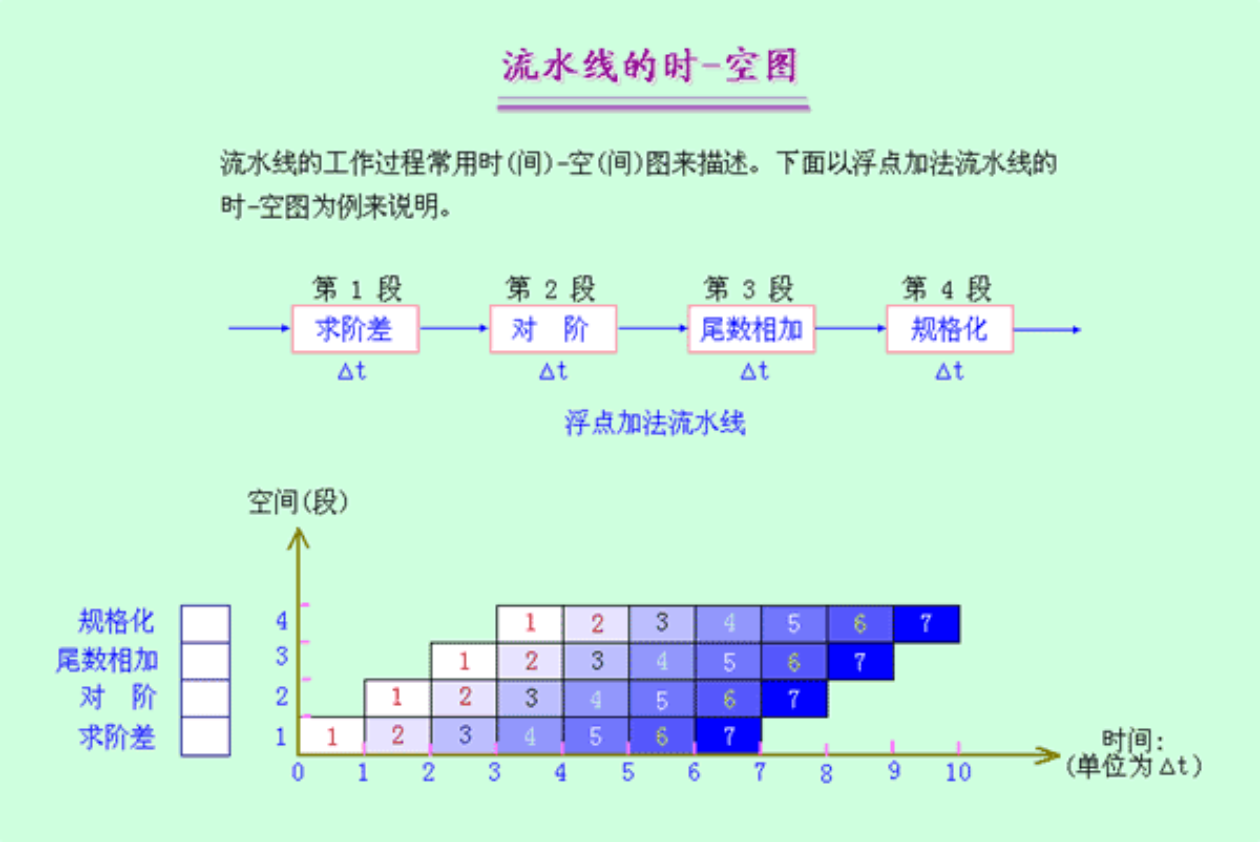 流水线的时-空图
流水线的工作过程常用时(间)-空(间)图来描述。下面以浮点加法流水线的
时-空图为例来说明。
第 1 段 第 2 段 第 3 段 第 4 段
求阶差 对 阶 尾数相加 规格化
Δt Δt Δt Δt
浮点加法流水线
空间(段)
规格化 4 1 2 3 4 5 6 7
尾数相加 3 1 2 3 4 5 6 7
对 阶 2 1 2 3 4 5 6 7
求阶差 1 1 2 3 4 5 6 7
时间:
(单位为Δt)
0 1 2 3 4 5 6 7 8 9 10